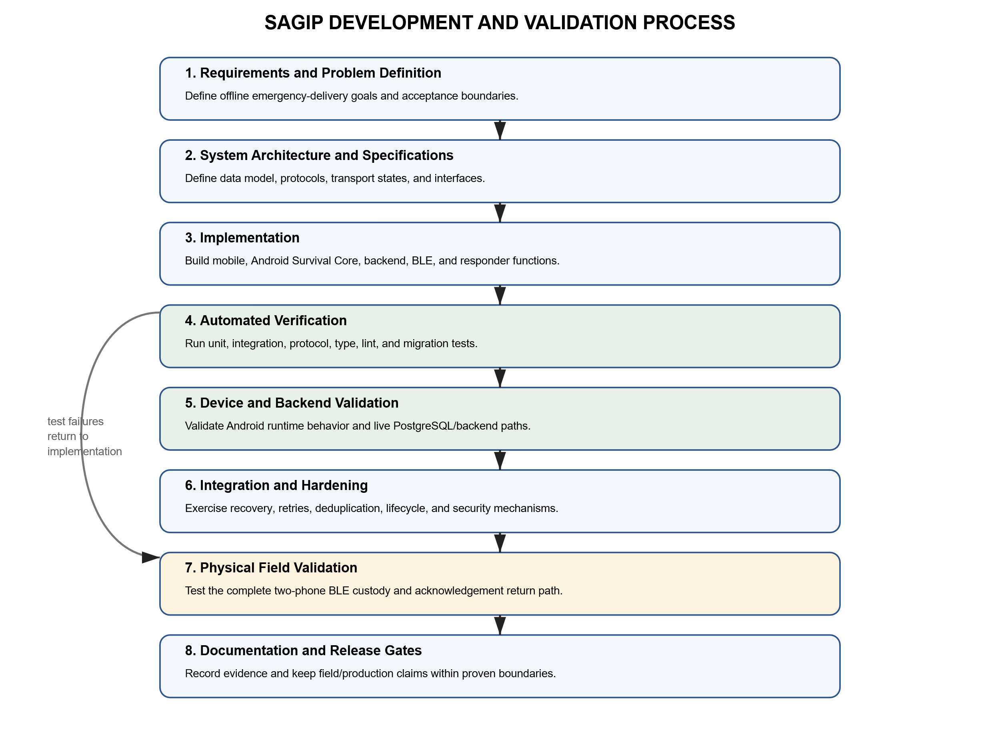 SAGIP DEVELOPMENT AND VALIDATION PROCESS
1. Requirements and Problem Definition
Define offline emergency-delivery goals and acceptance boundaries.
2. System Architecture and Specifications
Define data model, protocols, transport states, and interfaces.
3. Implementation
Build mobile, Android Survival Core, backend, BLE, and responder functions.
4. Automated Verification
Run unit, integration, protocol, type, lint, and migration tests.
5. Device and Backend Validation
Validate Android runtime behavior and live PostgreSQL/backend paths.
test failures
return to
implementation
6. Integration and Hardening
Exercise recovery, retries, deduplication, lifecycle, and security mechanisms.
7. Physical Field Validation
Test the complete two-phone BLE custody and acknowledgement return path.
8. Documentation and Release Gates
Record evidence and keep field/production claims within proven boundaries.